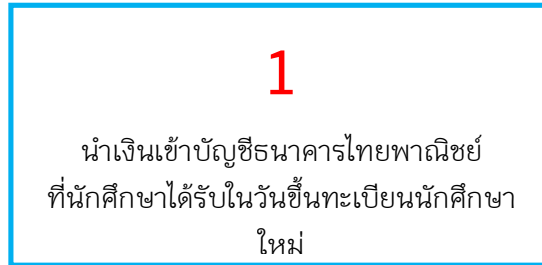 1
นำเงินเข้าบัญชีธนาคารไทยพาณิชย์
ที่นักศึกษาได้รับในวันขึ้นทะเบียนนักศึกษา
ใหม่